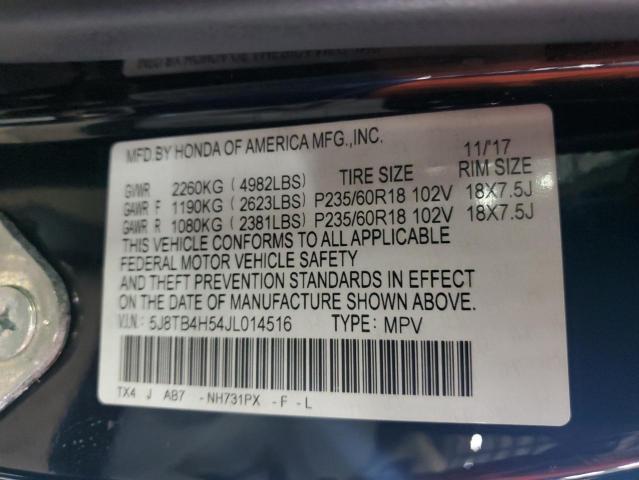 MFD.BY HONDA OF AMERICA MFG.,INC. 11/17
GVWR 2260KG (4982LBS) TIRE SIZE RIM SIZE
GAWR F 1190KG (2623LBS) P235/60R18 102V 18X7.5J
GAWR R 1080KG (2381LBS) P235/60R18 102V 18X7.5J
THIS VEHICLE CONFORMS TO ALL APPLICABLE
FEDERAL MOTOR VEHICLE SAFETY
AND THEFT PREVENTION STANDARDS IN EFFECT
ON THE DATE OF MANUFACTURE SHOWN ABOVE.
V.I.N: 5J8TB4H54JL014516 TYPE: MPV
TX4 J AB7 -NH731PX -F -L